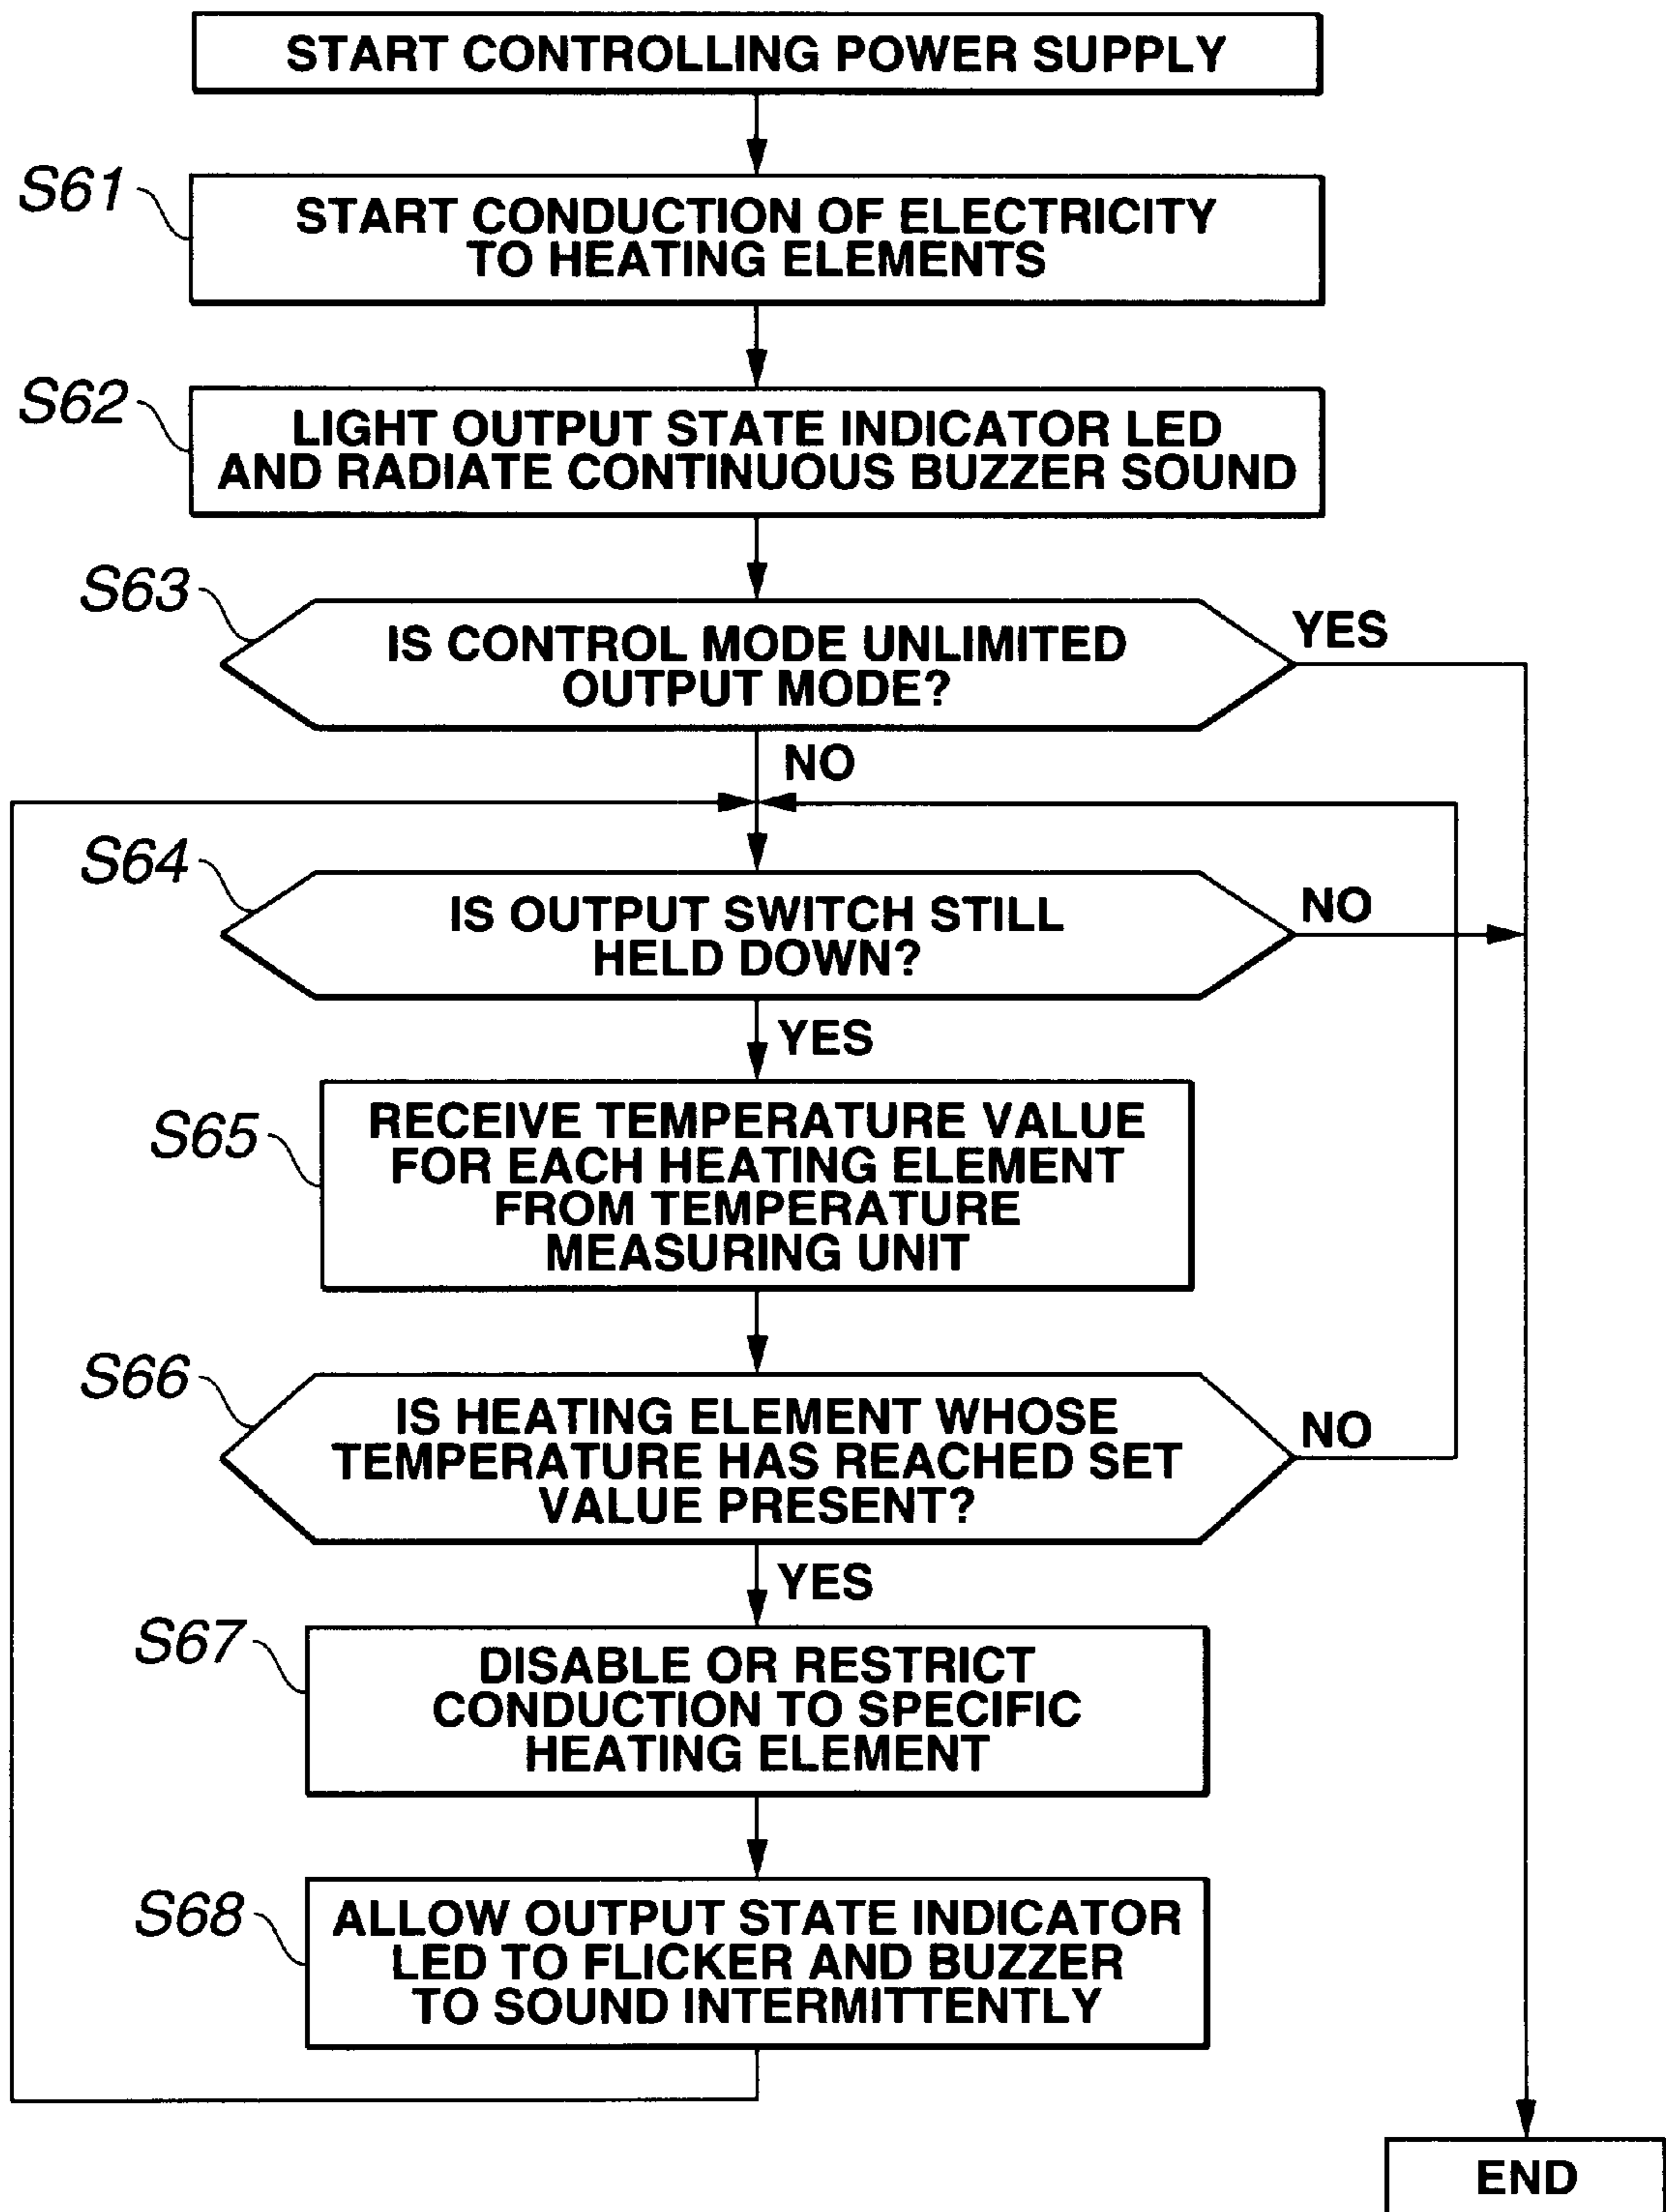 START CONTROLLING POWER SUPPLY
S61
START CONDUCTION OF ELECTRICITY
TO HEATING ELEMENTS
S62
LIGHT OUTPUT STATE INDICATOR LED
AND RADIATE CONTINUOUS BUZZER SOUND
S63
IS CONTROL MODE UNLIMITED
OUTPUT MODE?
YES
NO
S64
IS OUTPUT SWITCH STILL
HELD DOWN?
NO
YES
S65
RECEIVE TEMPERATURE VALUE
FOR EACH HEATING ELEMENT
FROM TEMPERATURE
MEASURING UNIT
S66
IS HEATING ELEMENT WHOSE
TEMPERATURE HAS REACHED SET
VALUE PRESENT?
NO
YES
S67
DISABLE OR RESTRICT
CONDUCTION TO SPECIFIC
HEATING ELEMENT
S68
ALLOW OUTPUT STATE INDICATOR
LED TO FLICKER AND BUZZER
TO SOUND INTERMITTENTLY
END